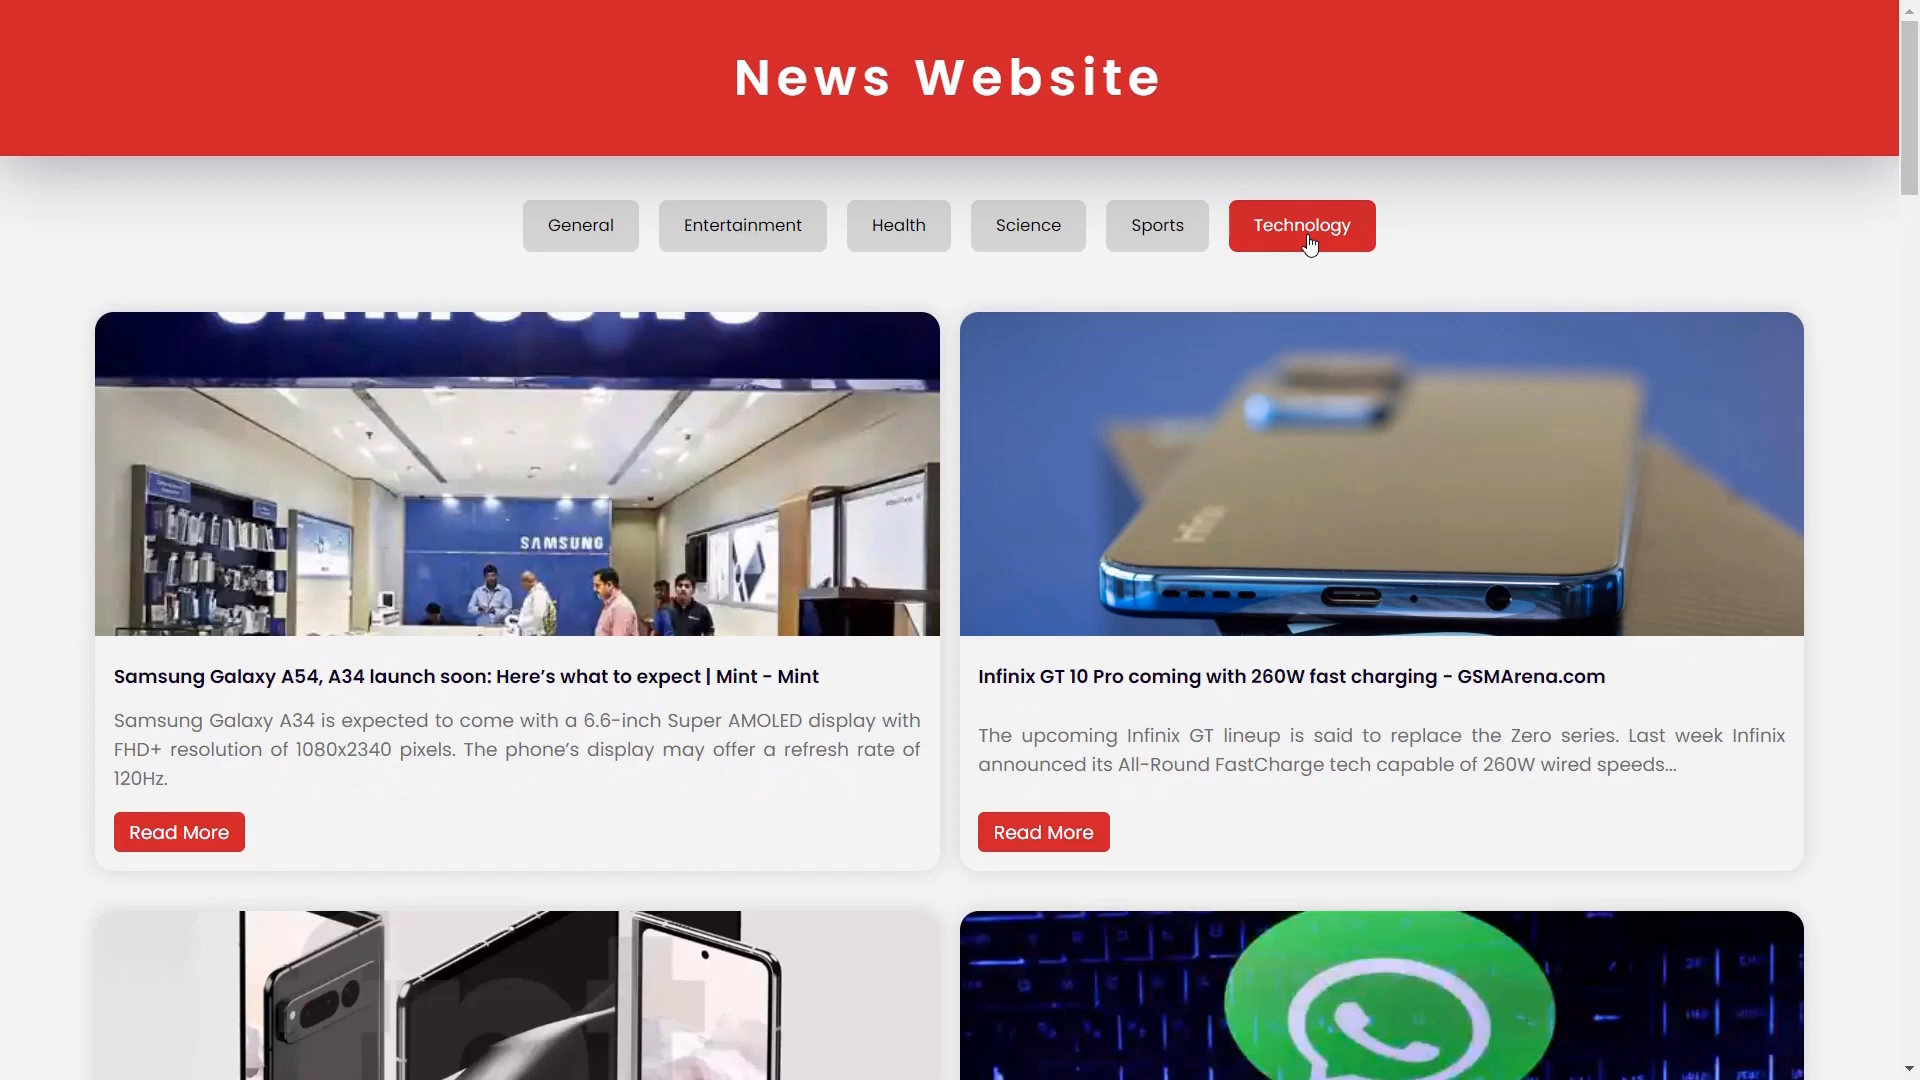 News Website
General
Entertainment
Health
Science
Sports
Technology
SAMSUNG
SAMSUNG
Infinix
Samsung Galaxy A54, A34 launch soon: Here’s what to expect | Mint - Mint
Samsung Galaxy A34 is expected to come with a 6.6-inch Super AMOLED display with
FHD+ resolution of 1080x2340 pixels. The phone’s display may offer a refresh rate of
120Hz.
Read More
Infinix GT 10 Pro coming with 260W fast charging - GSMArena.com
The upcoming Infinix GT lineup is said to replace the Zero series. Last week Infinix
announced its All-Round FastCharge tech capable of 260W wired speeds...
Read More